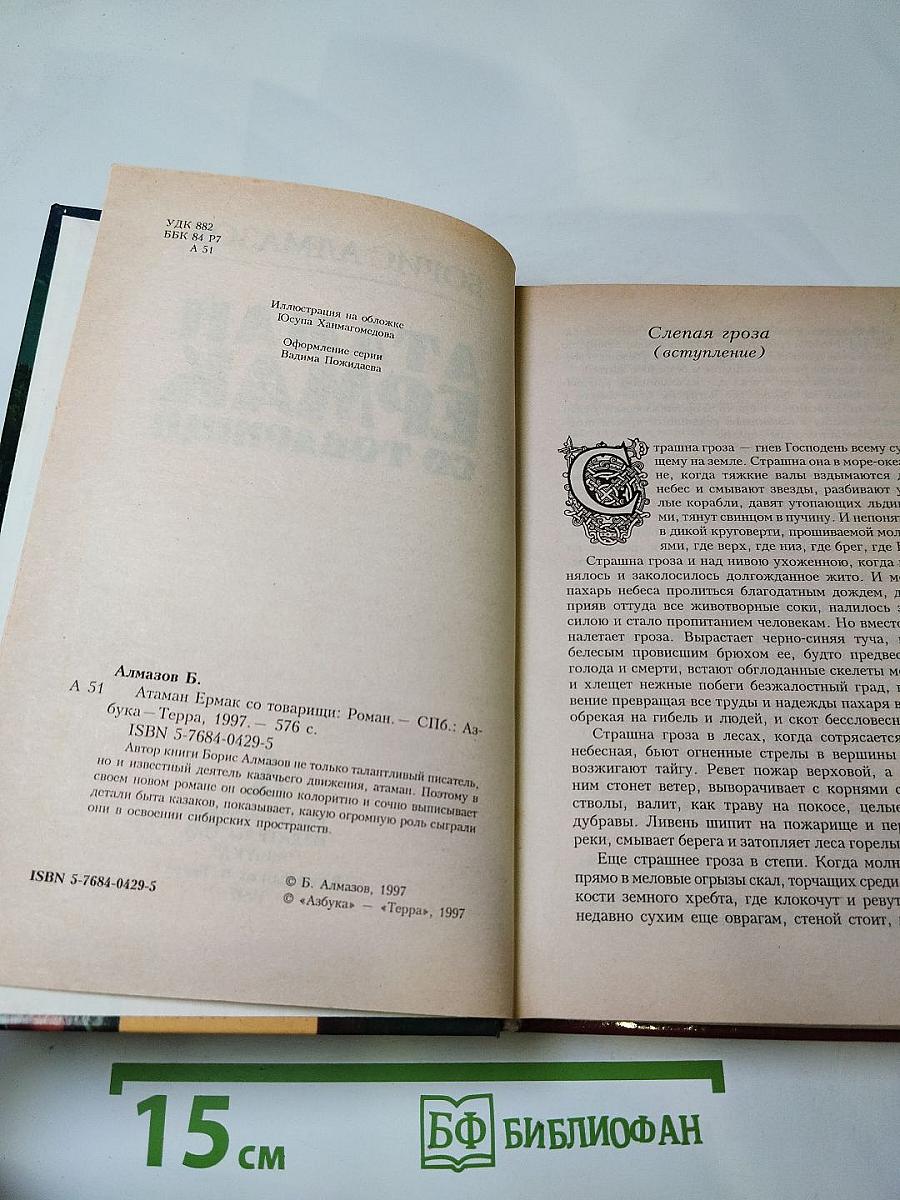 УДК 882
ББК 84 Р7
А 51
Иллюстрация на обложке
Юсупа Ханмагомедова
Оформление серии
Вадима Пожидаева
Алмазов Б.
А 51 Атаман Ермак со товарищи: Роман. — СПб.: Аз-
бука — Терра, 1997. — 576 с.
ISBN 5-7684-0429-5
Автор книги Борис Алмазов не только талантливый писатель,
но и известный деятель казачьего движения, атаман. Поэтому в
своем новом романе он особенно колоритно и сочно выписывает
детали быта казаков, показывает, какую огромную роль сыграли
они в освоении сибирских пространств.
ISBN 5-7684-0429-5
© Б. Алмазов, 1997
© «Азбука» — «Терра», 1997
Слепая гроза
(вступление)
Страшна гроза — гнев Господень всему су
щему на земле. Страшна она в море-океа
не, когда тяжкие валы вздымаются
небес и смывают звезды, разбивают
лые корабли, давят утопающих льди
ми, тянут свинцом в пучину. И непонят
в дикой круговерти, прошиваемой мол
ями, где верх, где низ, где брег, где
Страшна гроза и над нивою ухоженною, когда
нялось и заколосилось долгожданное жито. И
пахарь небеса пролиться благодатным дождем,
прияв оттуда все животворные соки, налилось
силою и стало пропитанием человекам. Но вместо
налетает гроза. Вырастает черно-синяя туча,
белесым провисшим брюхом ее, будто предвес
голода и смерти, встают обглоданные скелеты
и хлещет нежные побеги безжалостный град,
вение превращая все труды и надежды пахаря
обрекая на гибель и людей, и скот бессловесн
Страшна гроза в лесах, когда сотрясается
небесная, бьют огненные стрелы в вершины
возжигают тайгу. Ревет пожар верховой, а
ним стонет ветер, выворачивает с корнями
стволы, валит, как траву на покосе, целые
дубравы. Ливень шипит на пожарище и пер
реки, смывает берега и затопляет леса горелы
Еще страшнее гроза в степи. Когда молн
прямо в меловые огрызы скал, торчащих среди
кости земного хребта, где клокочут и ревут
недавно сухим еще оврагам, стеной стоит,
15 см
БФ БИБЛИОФАН